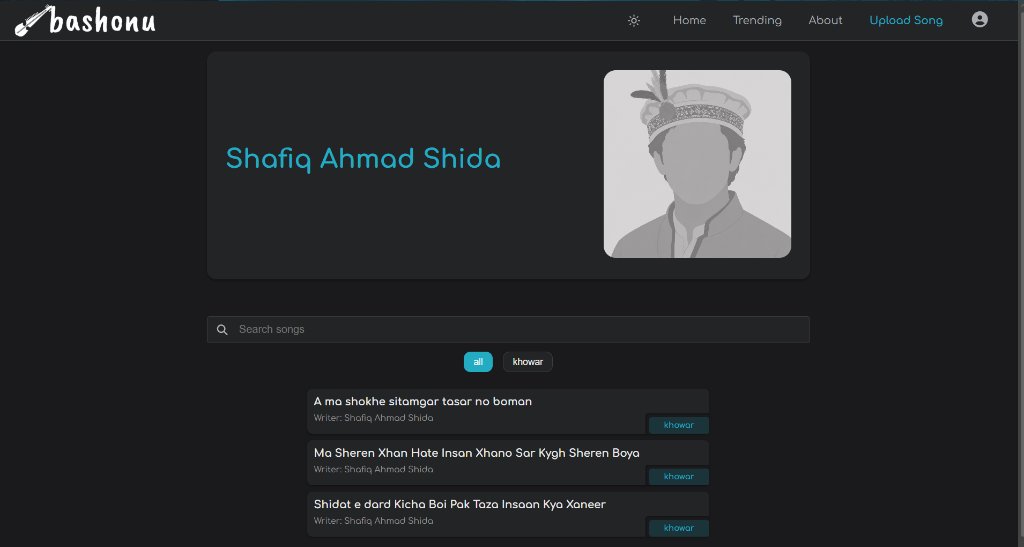 bashonu
Home Trending About Upload Song
Shafiq Ahmad Shida
Search songs
all khowar
A ma shokhe sitamgar tasar no boman
Writer: Shafiq Ahmad Shida
khowar
Ma Sheren Xhan Hate Insan Xhano Sar Kygh Sheren Boya
Writer: Shafiq Ahmad Shida
khowar
Shidat e dard Kicha Boi Pak Taza Insaan Kya Xaneer
Writer: Shafiq Ahmad Shida
khowar